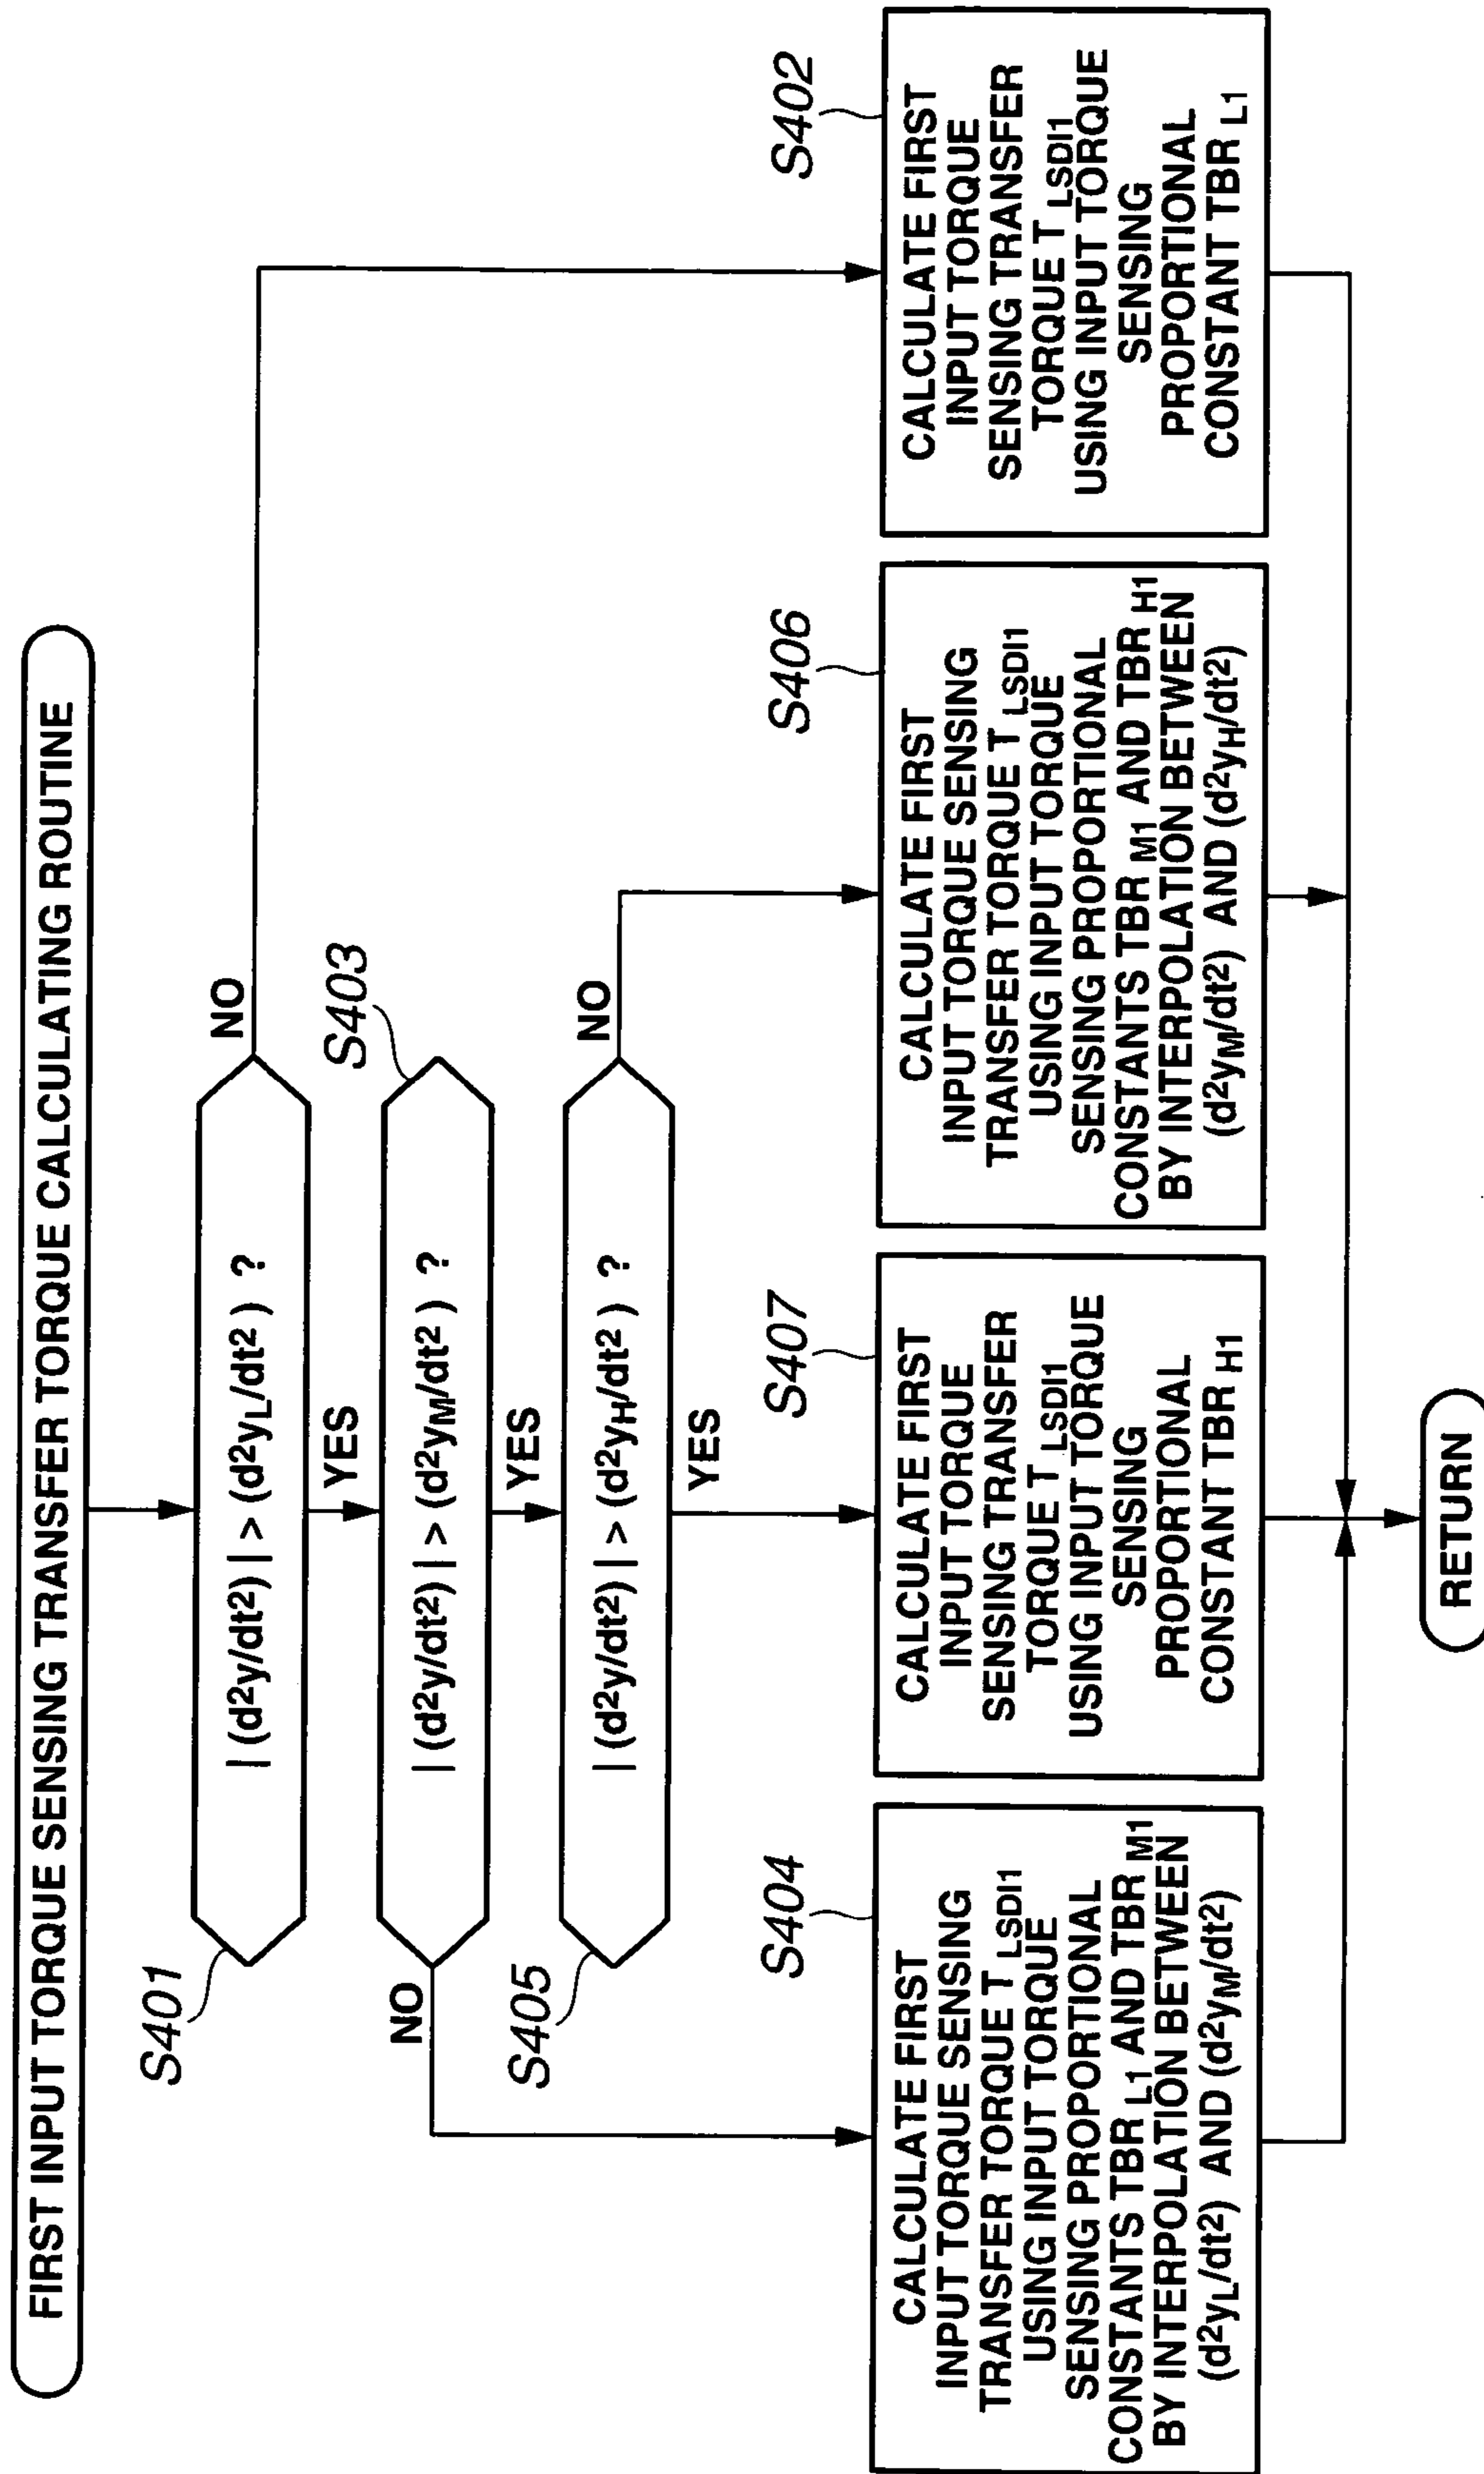 FIRST INPUT TORQUE SENSING TRANSFER TORQUE CALCULATING ROUTINE
S401
| (d²y/dt²) | > (d²yL/dt²) ?
NO
YES
S403
| (d²y/dt²) | > (d²yM/dt²) ?
NO
YES
S405
| (d²y/dt²) | > (d²yH/dt²) ?
NO
YES
S404
CALCULATE FIRST
INPUT TORQUE SENSING
TRANSFER TORQUE T LSDI1
USING INPUT TORQUE
SENSING PROPORTIONAL
CONSTANTS TBR L1 AND TBR M1
BY INTERPOLATION BETWEEN
(d²yL/dt²) AND (d²yM/dt²)
S407
CALCULATE FIRST
INPUT TORQUE
SENSING TRANSFER
TORQUE T LSDI1
USING INPUT TORQUE
SENSING
PROPORTIONAL
CONSTANT TBR H1
S406
CALCULATE FIRST
INPUT TORQUE SENSING
TRANSFER TORQUE T LSDI1
USING INPUT TORQUE
SENSING PROPORTIONAL
CONSTANTS TBR M1 AND TBR H1
BY INTERPOLATION BETWEEN
(d²yM/dt²) AND (d²yH/dt²)
S402
CALCULATE FIRST
INPUT TORQUE
SENSING TRANSFER
TORQUE T LSDI1
USING INPUT TORQUE
SENSING
PROPORTIONAL
CONSTANT TBR L1
RETURN